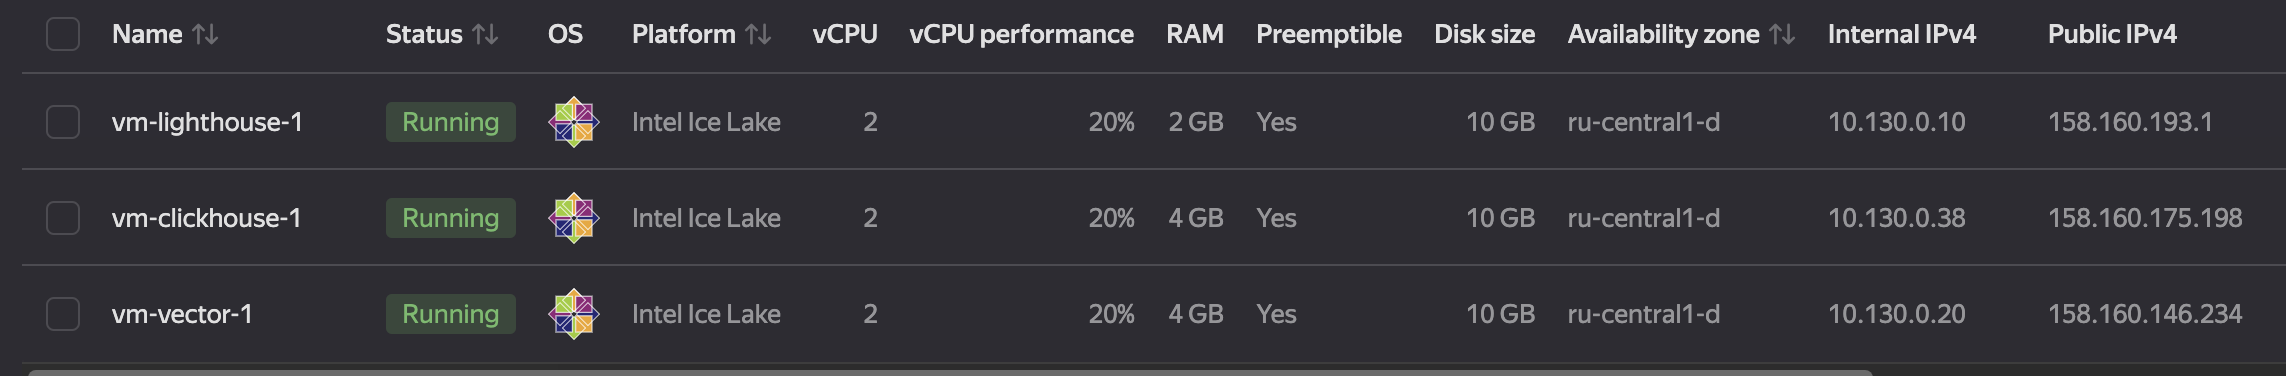 Name Status OS Platform vCPU vCPU performance RAM Preemptible Disk size Availability zone Internal IPv4 Public IPv4
vm-lighthouse-1 Running Intel Ice Lake 2 20% 2 GB Yes 10 GB ru-central1-d 10.130.0.10 158.160.193.1
vm-clickhouse-1 Running Intel Ice Lake 2 20% 4 GB Yes 10 GB ru-central1-d 10.130.0.38 158.160.175.198
vm-vector-1 Running Intel Ice Lake 2 20% 4 GB Yes 10 GB ru-central1-d 10.130.0.20 158.160.146.234